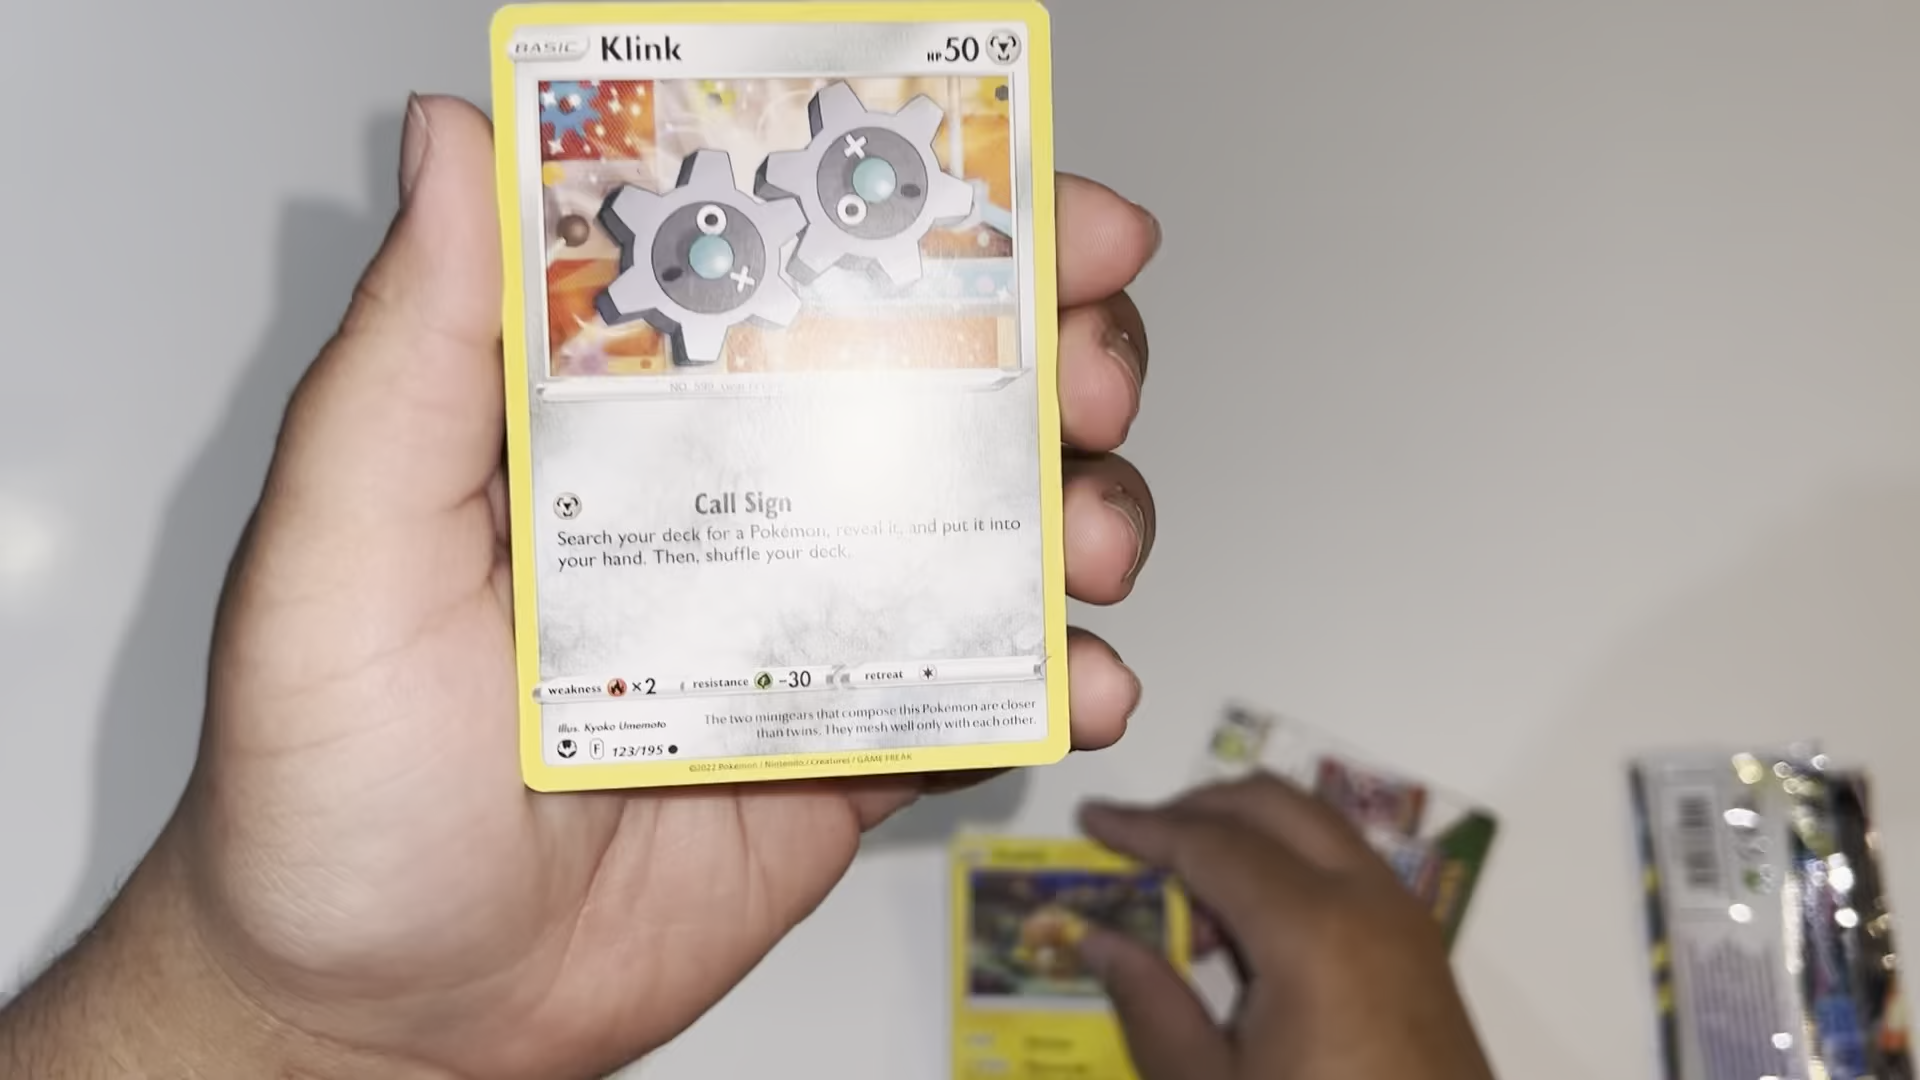 BASIC Klink HP 50
Call Sign
Search your deck for a Pokémon, reveal it, and put it into
your hand. Then, shuffle your deck.
weakness ×2 resistance -30 retreat
Illus. Kyoko Umemoto
The two minigears that compose this Pokémon are closer
than twins. They mesh well only with each other.
F 123/195
©2022 Pokémon / Nintendo / Creatures / GAME FREAK